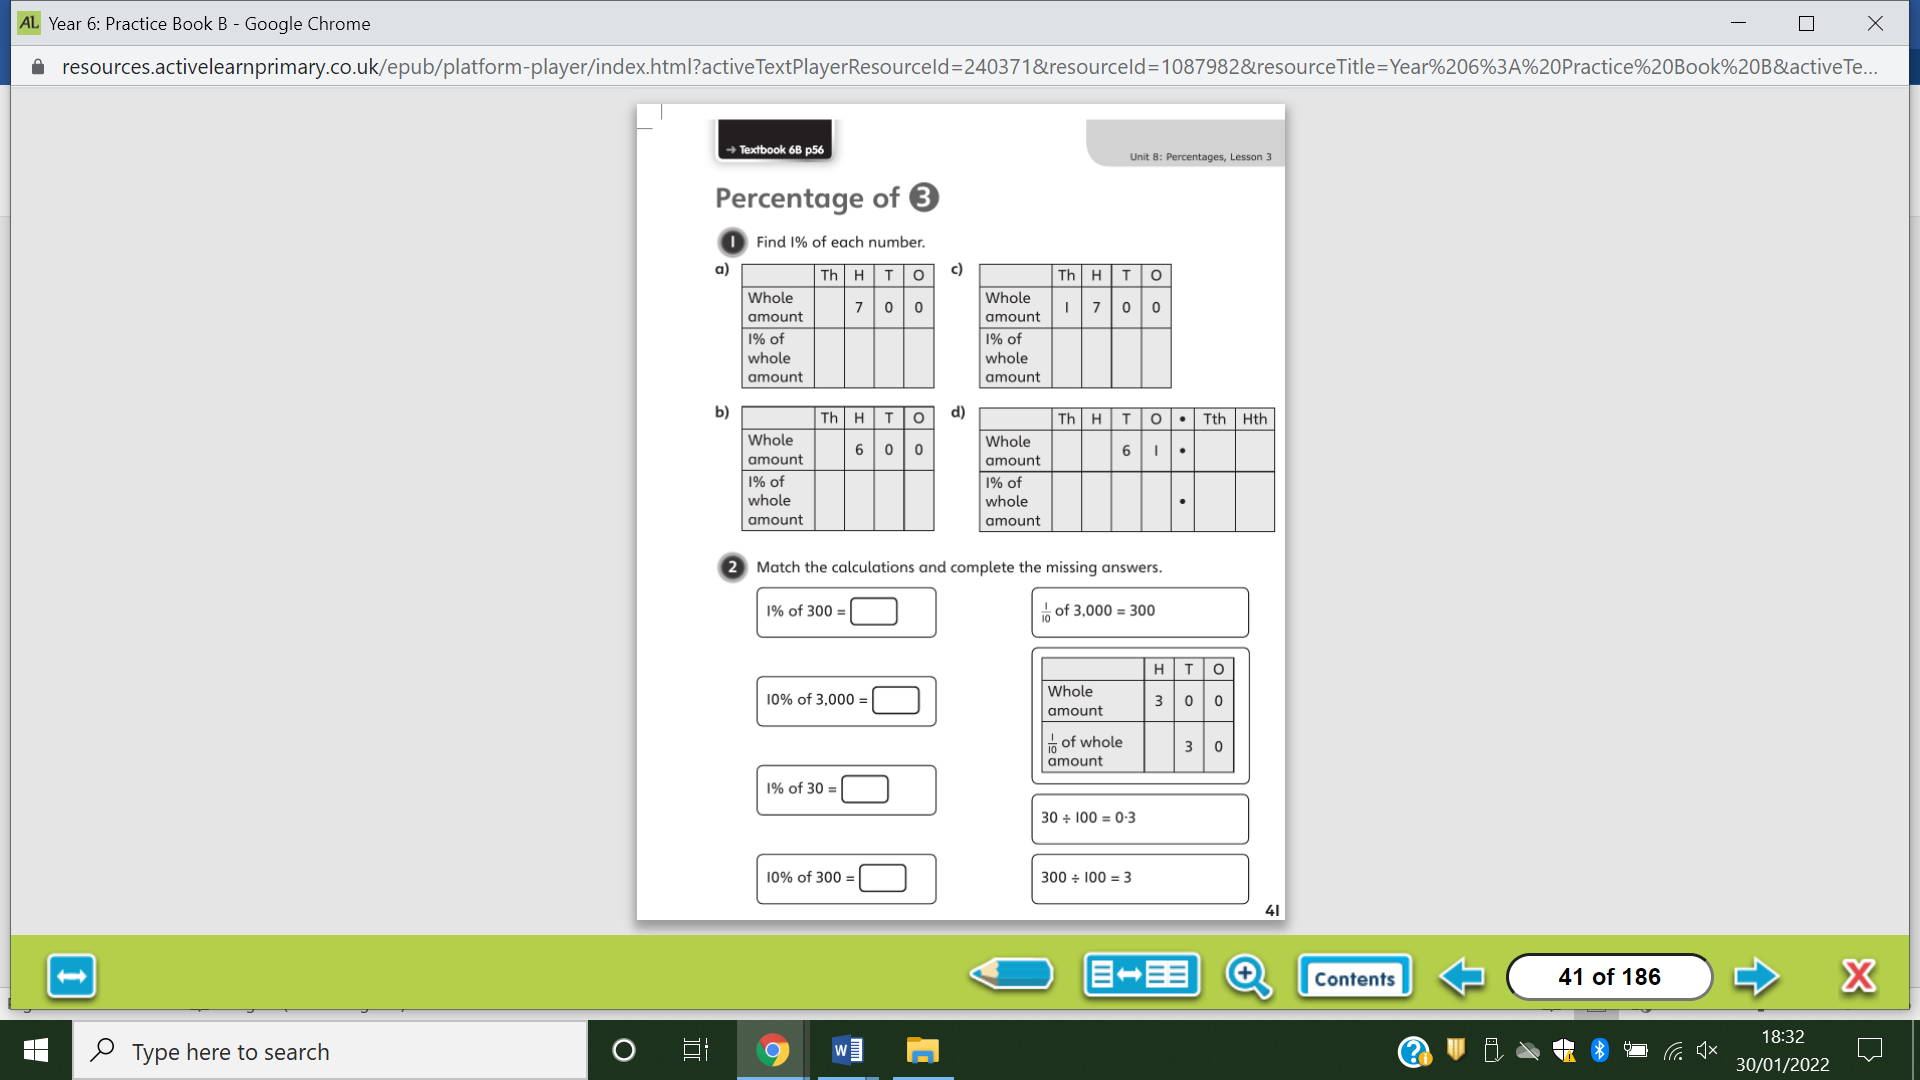 Year 6: Practice Book B - Google Chrome
resources.activelearnprimary.co.uk/epub/platform-player/index.html?activeTextPlayerResourceId=240371&resourceId=1087982&resourceTitle=Year%206%3A%20Practice%20Book%20B&activeTe...
→ Textbook 6B p56
Unit 8: Percentages, Lesson 3
Percentage of 3
1 Find 1% of each number.
a)
Th H T O
Whole amount 7 0 0
1% of whole amount
c)
Th H T O
Whole amount 1 7 0 0
1% of whole amount
b)
Th H T O
Whole amount 6 0 0
1% of whole amount
d)
Th H T O • Tth Hth
Whole amount 6 1 •
1% of whole amount •
2 Match the calculations and complete the missing answers.
1% of 300 =
10% of 3,000 =
1% of 30 =
10% of 300 =
1/10 of 3,000 = 300
H T O
Whole amount 3 0 0
1/10 of whole amount 3 0
30 ÷ 100 = 0·3
300 ÷ 100 = 3
41
Contents
41 of 186
Type here to search
18:32
30/01/2022